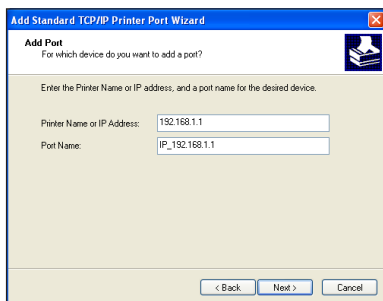 Add Standard TCP/IP Printer Port Wizard
Add Port
For which device do you want to add a port?
Enter the Printer Name or IP address, and a port name for the desired device.
Printer Name or IP Address: 192.168.1.1
Port Name: IP_192.168.1.1
< Back Next > Cancel